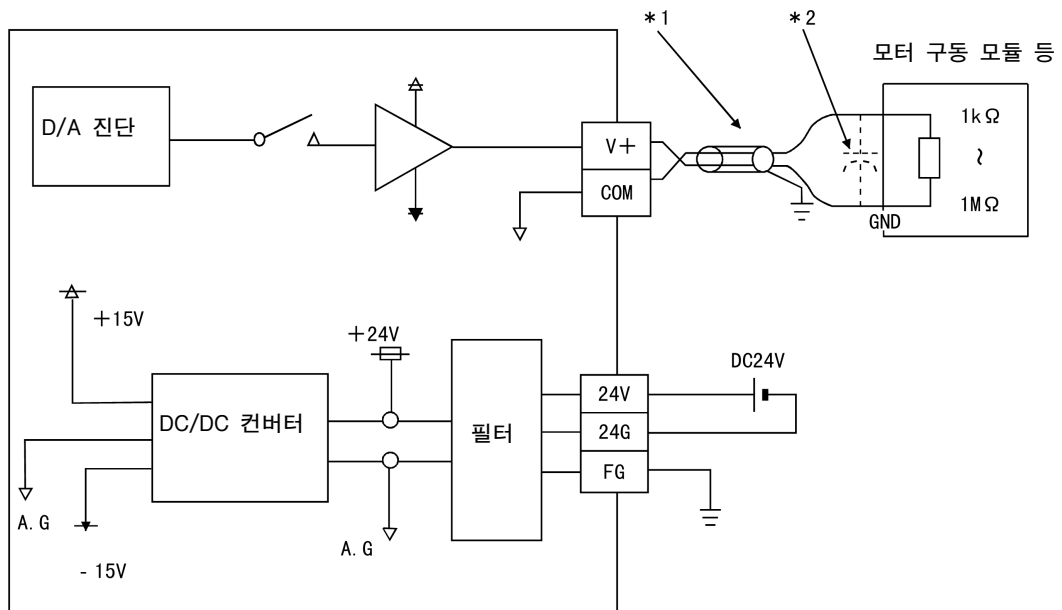 *1
*2
모터 구동 모듈 등
D/A 진단
V+
COM
1kΩ
~
1MΩ
GND
+15V
+24V
DC/DC 컨버터
필터
24V
24G
FG
DC24V
A.G
A.G
- 15V